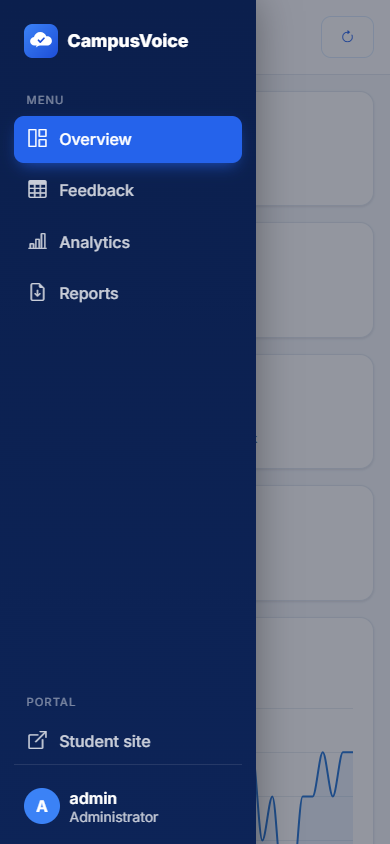 CampusVoice
MENU
Overview
Feedback
Analytics
Reports
PORTAL
Student site
A
admin
Administrator